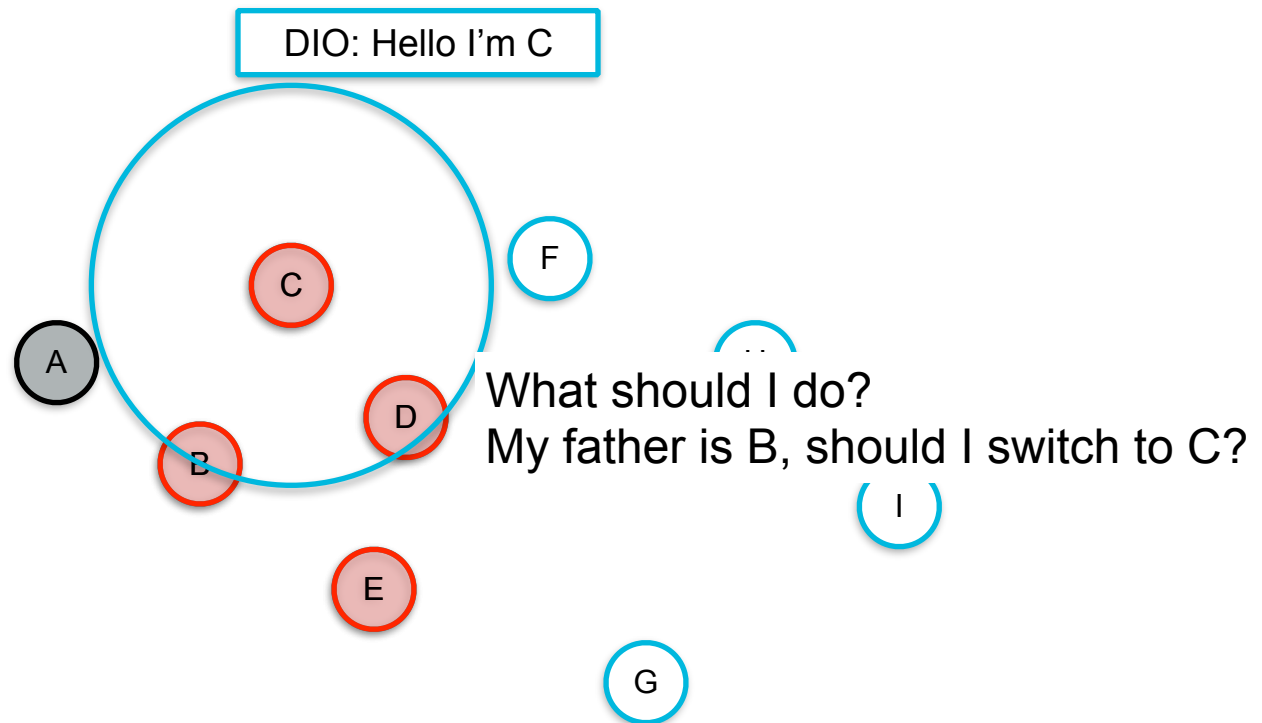 DIO: Hello I’m C
F
C
A
What should I do?
D
My father is B, should I switch to C?
B
I
E
G